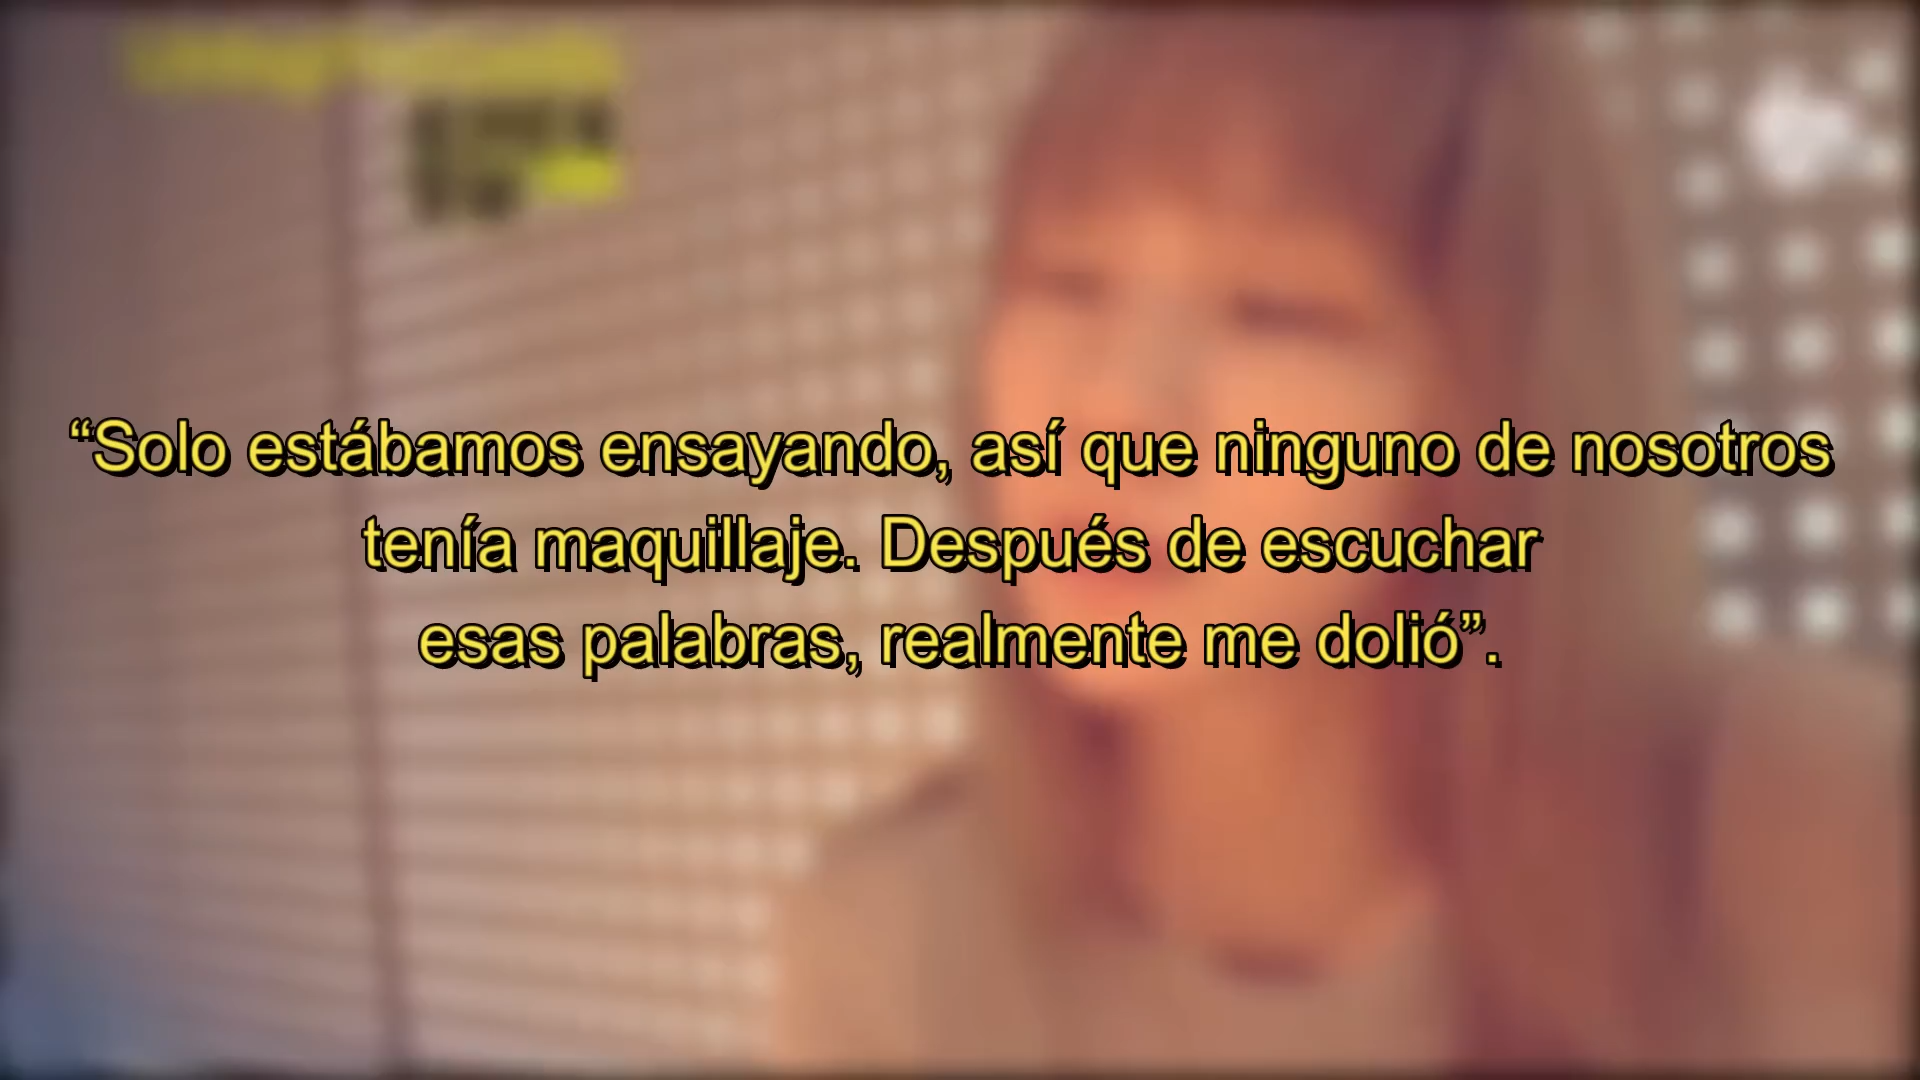 “Solo estábamos ensayando, así que ninguno de nosotros
tenía maquillaje. Después de escuchar
esas palabras, realmente me dolió”.